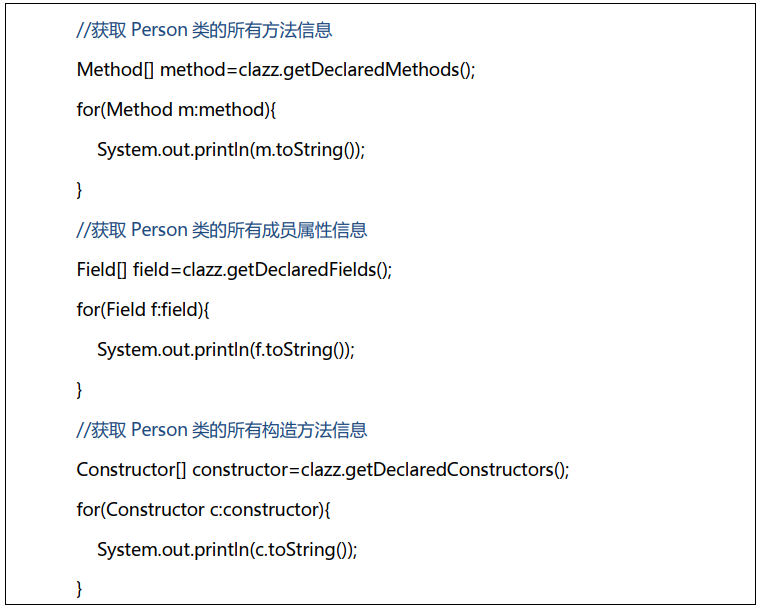 //获取 Person 类的所有方法信息
Method[] method=clazz.getDeclaredMethods();
for(Method m:method){
System.out.println(m.toString());
}
//获取 Person 类的所有成员属性信息
Field[] field=clazz.getDeclaredFields();
for(Field f:field){
System.out.println(f.toString());
}
//获取 Person 类的所有构造方法信息
Constructor[] constructor=clazz.getDeclaredConstructors();
for(Constructor c:constructor){
System.out.println(c.toString());
}